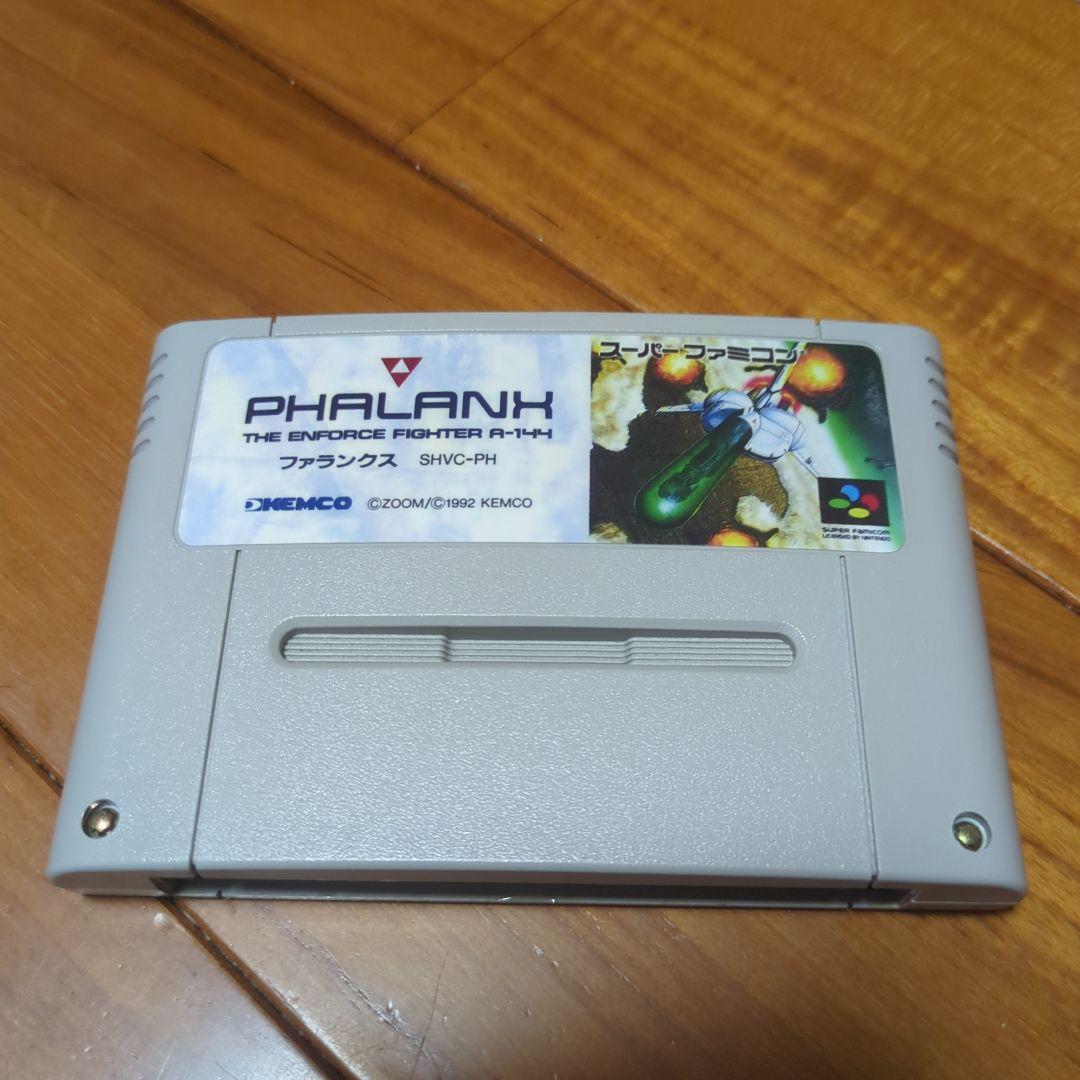 PHALANX
THE ENFORCE FIGHTER A-144
ファランクス SHVC-PH
KEMCO ©ZOOM/©1992 KEMCO
スーパーファミコン
SUPER FAMICOM
LICENSED BY NINTENDO